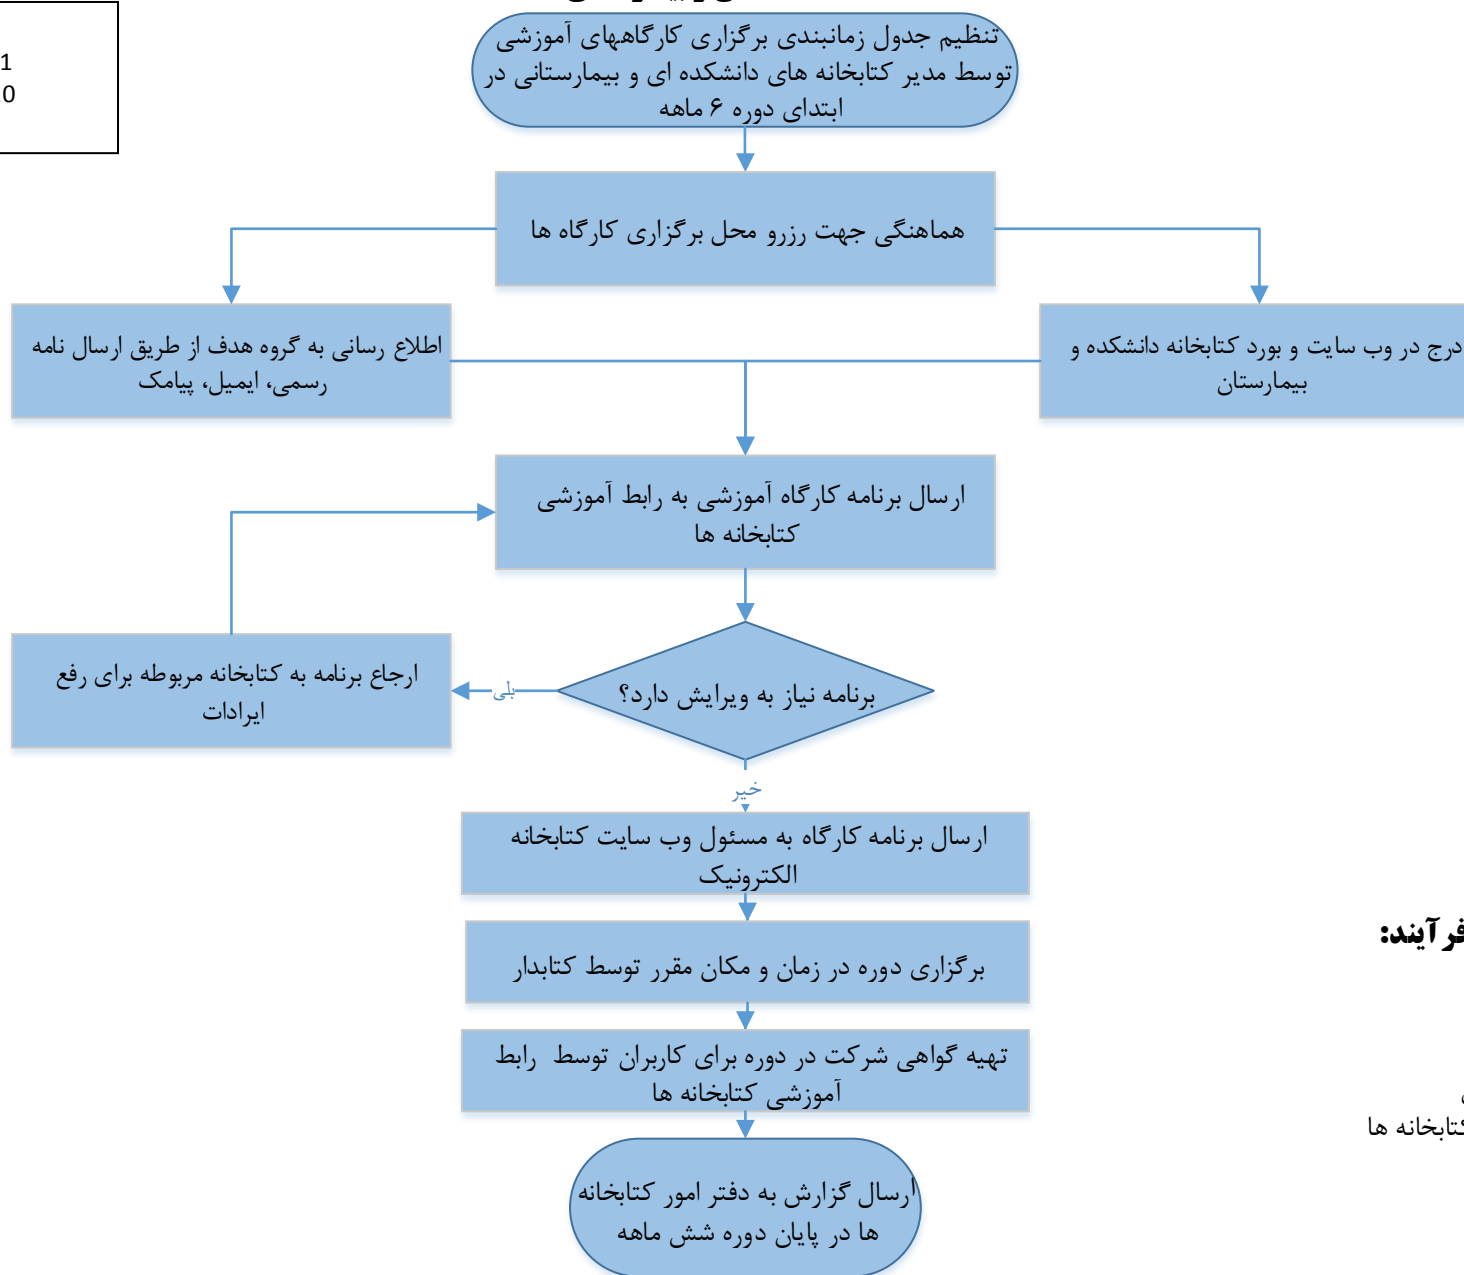 1
0
تنظیم جدول زمانبندی برگزاری کارگاههای آموزشی
توسط مدیر کتابخانه های دانشکده ای و بیمارستانی در
ابتدای دوره ۶ ماهه
هماهنگی جهت رزرو محل برگزاری کارگاه ها
درج در وب سایت و بورد کتابخانه دانشکده و
بیمارستان
اطلاع رسانی به گروه هدف از طریق ارسال نامه
رسمی، ایمیل، پیامک
ارسال برنامه کارگاه آموزشی به رابط آموزشی
کتابخانه ها
برنامه نیاز به ویرایش دارد؟
بلی
ارجاع برنامه به کتابخانه مربوطه برای رفع
ایرادات
خیر
ارسال برنامه کارگاه به مسئول وب سایت کتابخانه
الکترونیک
برگزاری دوره در زمان و مکان مقرر توسط کتابدار
تهیه گواهی شرکت در دوره برای کاربران توسط رابط
آموزشی کتابخانه ها
ارسال گزارش به دفتر امور کتابخانه
ها در پایان دوره شش ماهه
فرآیند:
کتابخانه ها